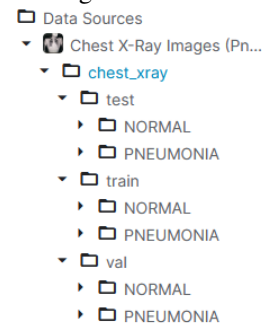 Data Sources
Chest X-Ray Images (Pn...
chest_xray
test
NORMAL
PNEUMONIA
train
NORMAL
PNEUMONIA
val
NORMAL
PNEUMONIA